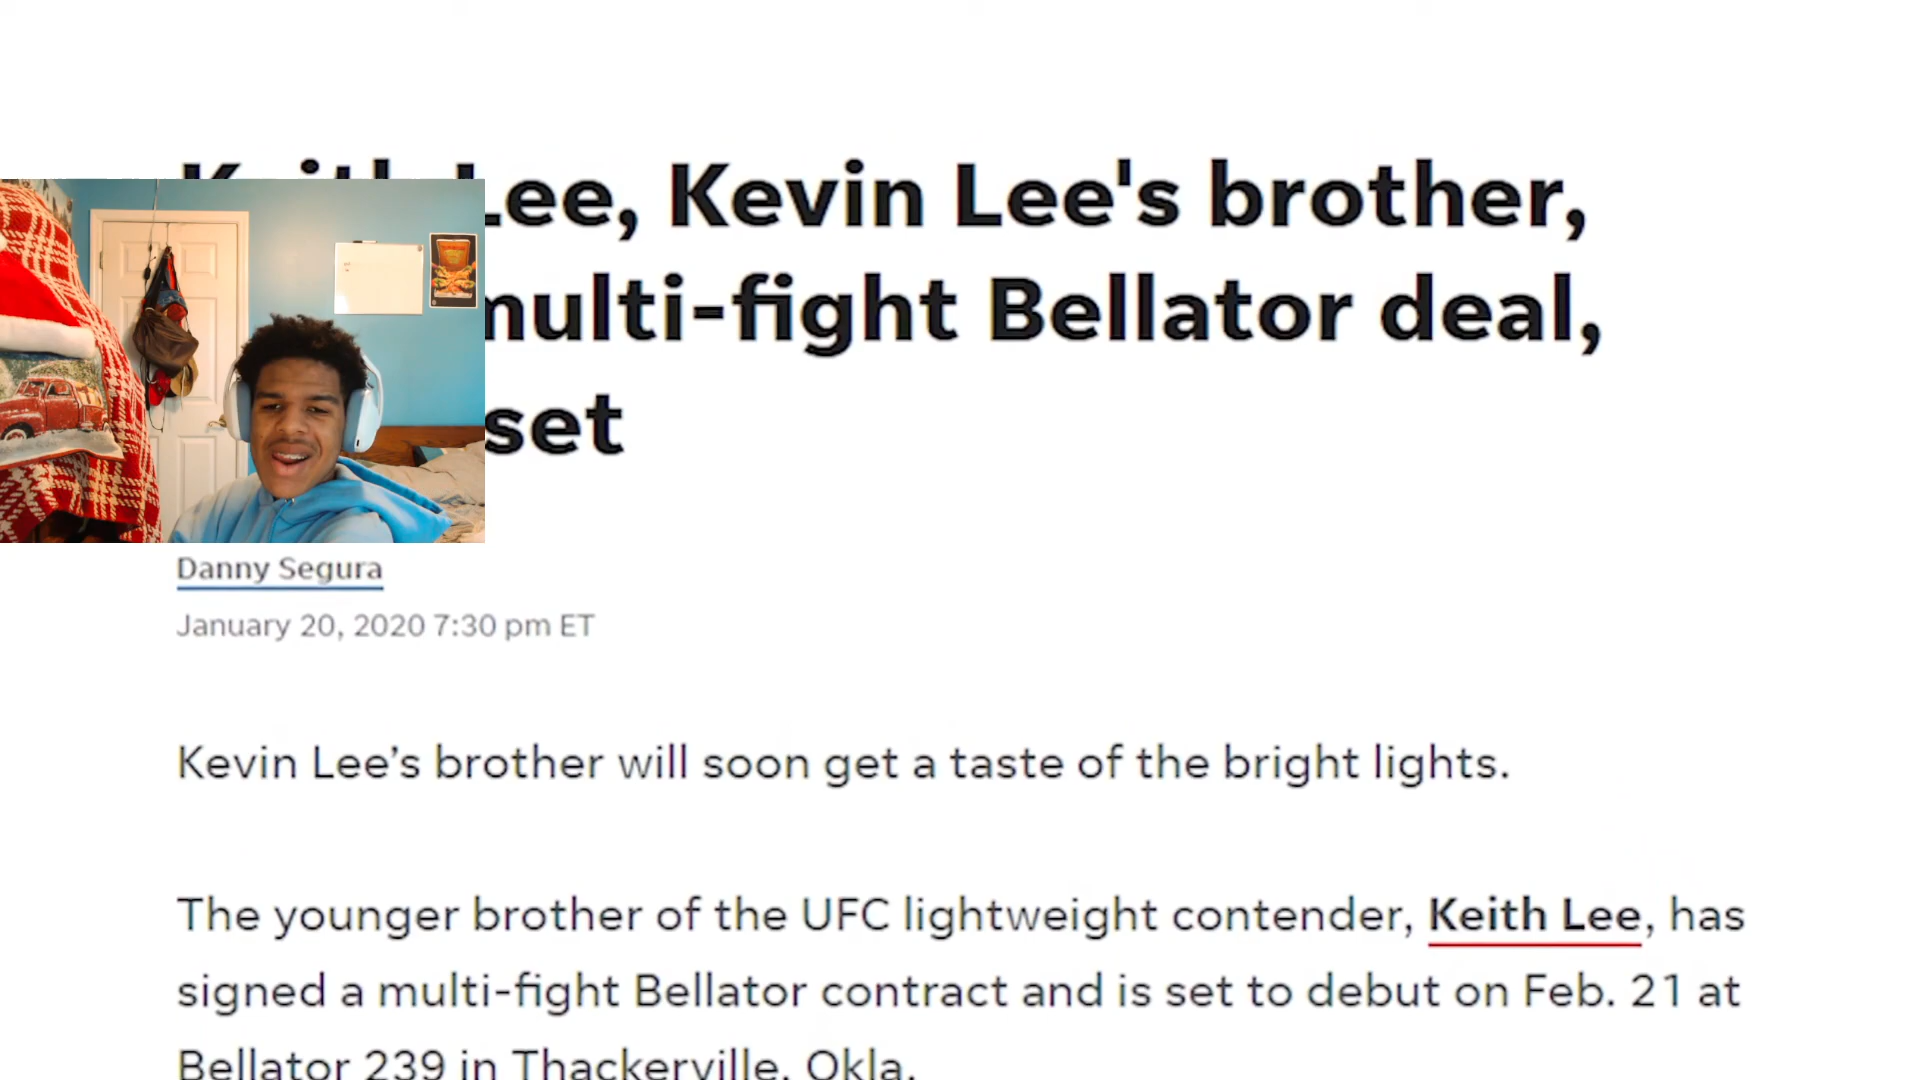 Keith Lee, Kevin Lee's brother,
multi-fight Bellator deal,
set
Danny Segura
January 20, 2020 7:30 pm ET
Kevin Lee’s brother will soon get a taste of the bright lights.
The younger brother of the UFC lightweight contender, Keith Lee, has
signed a multi-fight Bellator contract and is set to debut on Feb. 21 at
Bellator 239 in Thackerville, Okla.